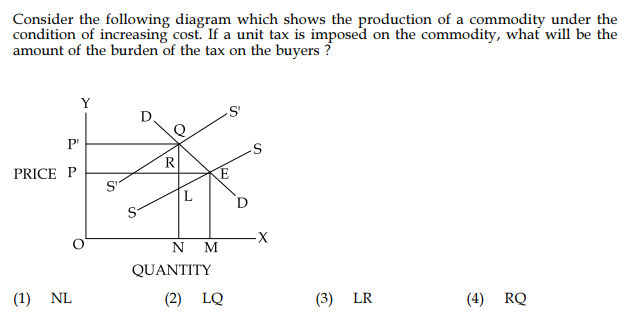 Consider the following diagram which shows the production of a commodity under the
condition of increasing cost. If a unit tax is imposed on the commodity, what will be the
amount of the burden of the tax on the buyers ?
Y
D
Q
S'
P'
S
R
PRICE P
E
S'
L
D
S
O
X
N M
QUANTITY
(1) NL (2) LQ (3) LR (4) RQ